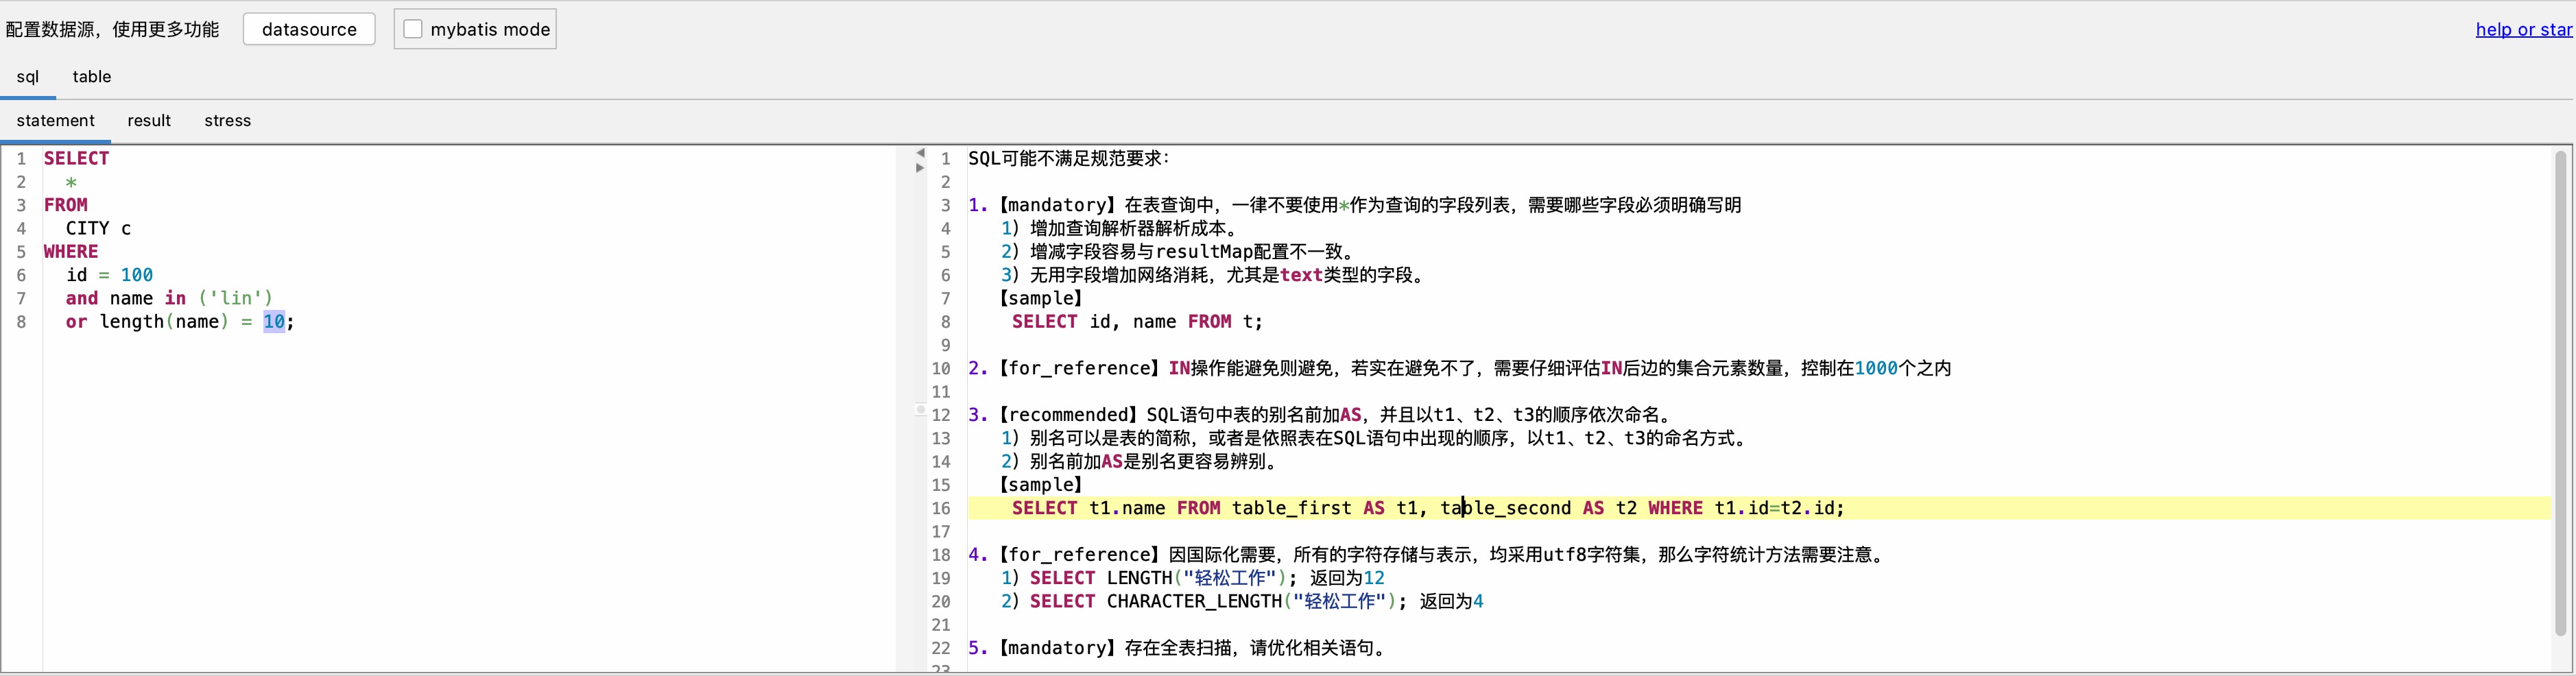 配置数据源，使用更多功能 datasource mybatis mode help or star
sql table
statement result stress
1 SELECT
2 *
3 FROM
4 CITY c
5 WHERE
6 id = 100
7 and name in ('lin')
8 or length(name) = 10;
1 SQL可能不满足规范要求：
2
3 1.【mandatory】在表查询中，一律不要使用*作为查询的字段列表，需要哪些字段必须明确写明
4 1）增加查询解析器解析成本。
5 2）增减字段容易与resultMap配置不一致。
6 3）无用字段增加网络消耗，尤其是text类型的字段。
7 【sample】
8 SELECT id, name FROM t;
9
10 2.【for_reference】IN操作能避免则避免，若实在避免不了，需要仔细评估IN后边的集合元素数量，控制在1000个之内
11
12 3.【recommended】SQL语句中表的别名前加AS，并且以t1、t2、t3的顺序依次命名。
13 1）别名可以是表的简称，或者是依照表在SQL语句中出现的顺序，以t1、t2、t3的命名方式。
14 2）别名前加AS是别名更容易辨别。
15 【sample】
16 SELECT t1.name FROM table_first AS t1, table_second AS t2 WHERE t1.id=t2.id;
17
18 4.【for_reference】因国际化需要，所有的字符存储与表示，均采用utf8字符集，那么字符统计方法需要注意。
19 1）SELECT LENGTH("轻松工作"); 返回为12
20 2）SELECT CHARACTER_LENGTH("轻松工作"); 返回为4
21
22 5.【mandatory】存在全表扫描，请优化相关语句。
23